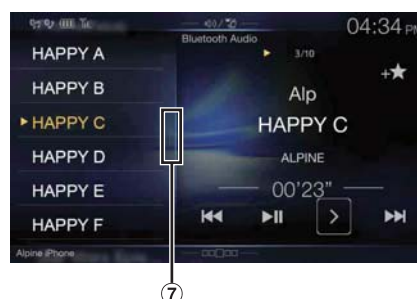 04:34 PM
Bluetooth Audio
3/10
HAPPY A
HAPPY B
HAPPY C
HAPPY D
HAPPY E
HAPPY F
Alp
HAPPY C
ALPINE
00'23"
Alpine iPhone
7